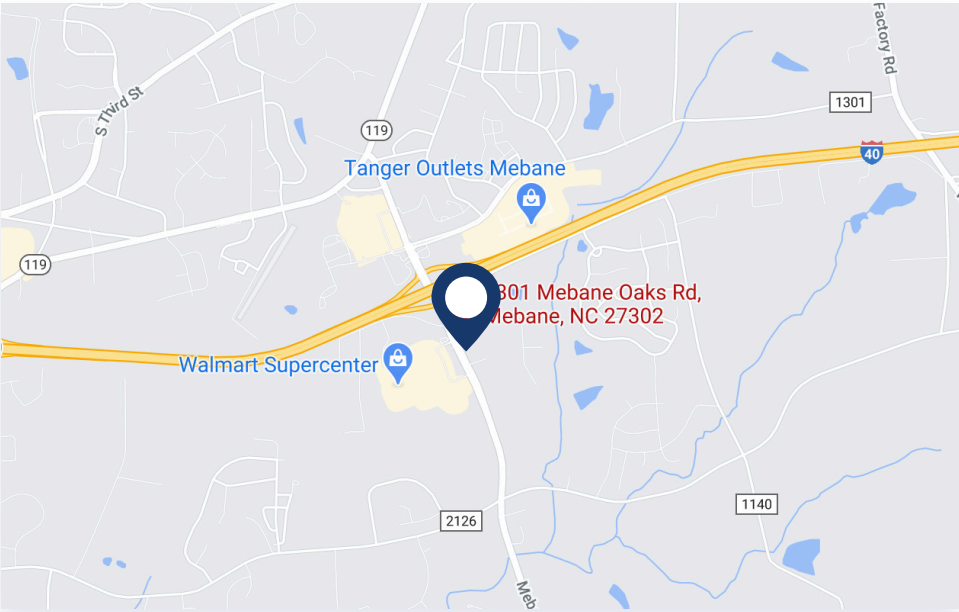 Factory Rd
S Third St
1301
119
40
Tanger Outlets Mebane
119
301 Mebane Oaks Rd,
Mebane, NC 27302
Walmart Supercenter
1140
2126
Meb